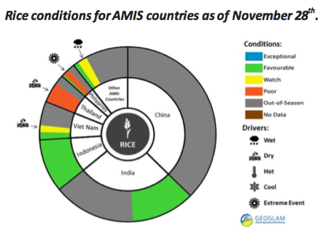 Rice conditions for AMIS countries as of November 28th.
Conditions:
Exceptional
Favourable
Watch
Poor
Out-of-Season
No Data
Drivers:
Wet
Dry
Hot
Cool
Extreme Event
GEOGLAM
Other
AMIS
Countries
China
Thailand
Viet Nam
Indonesia
India
RICE